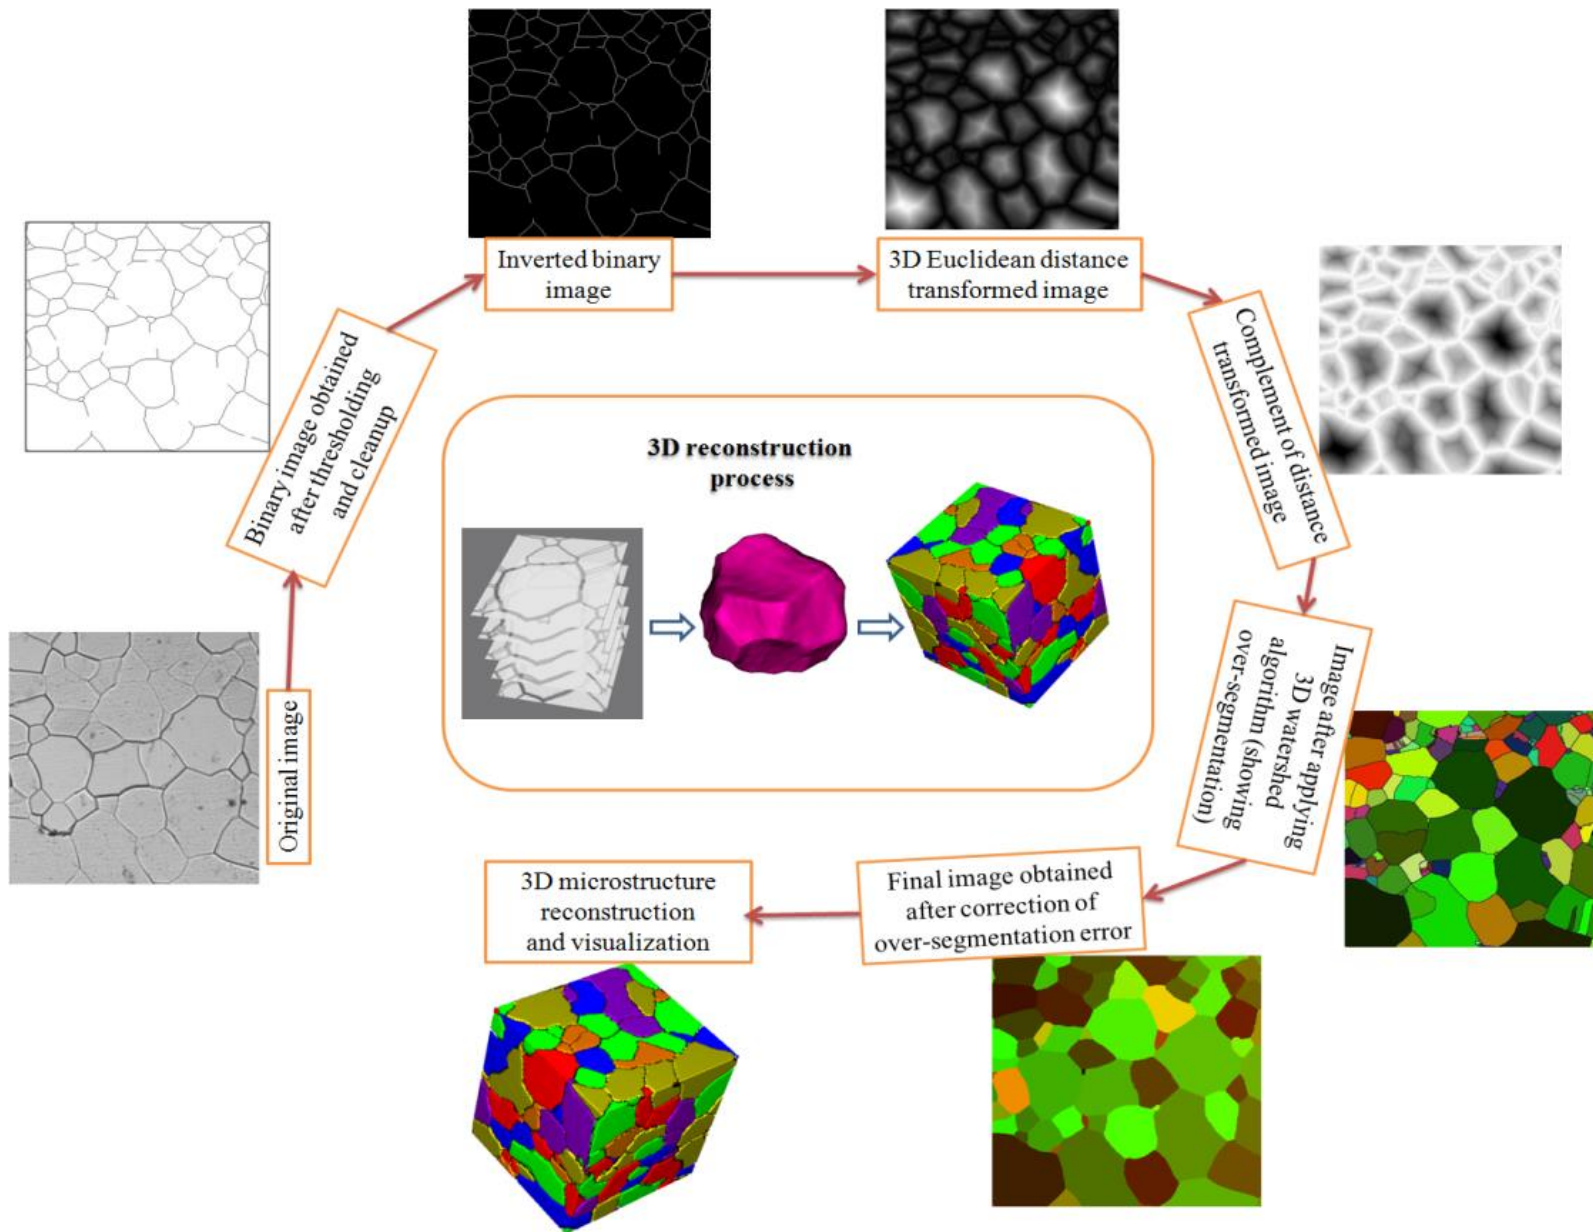 Inverted binary
image
3D Euclidean distance
transformed image
Complement of distance
transformed image
Binary image obtained
after thresholding
and cleanup
3D reconstruction
process
Original image
Image after applying
3D watershed
algorithm (showing
over-segmentation)
Final image obtained
after correction of
over-segmentation error
3D microstructure
reconstruction
and visualization